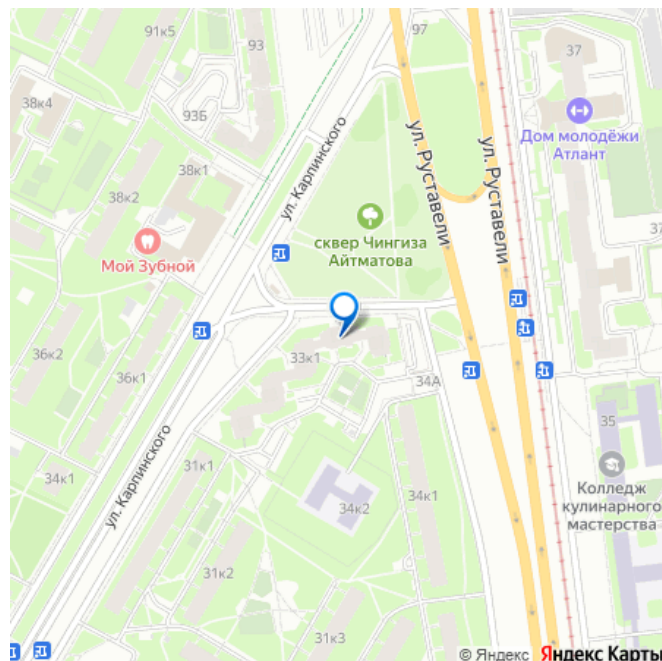 91к5
93
97
37
38к4
93Б
Дом молодёжи
Атлант
ул. Карпинского
ул. Руставели
ул. Руставели
38к1
38к2
Мой Зубной
сквер Чингиза
Айтматова
37
36к2
36к1
33к1
34А
34к1
ул. Карпинского
31к1
34к2
34к1
35
Колледж
кулинарного
мастерства
31к2
31к3
© Яндекс Яндекс Карты